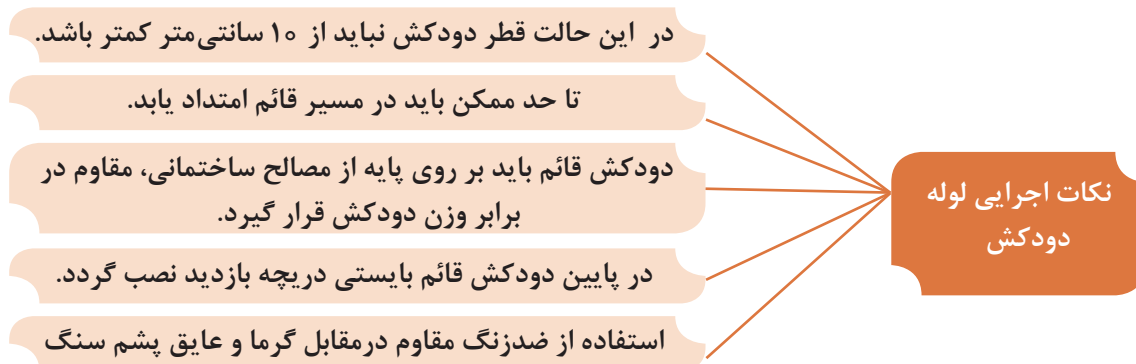 نکات اجرایی لوله
دودکش
در این حالت قطر دودکش نباید از ۱۰ سانتی‌متر کمتر باشد.
تا حد ممکن باید در مسیر قائم امتداد یابد.
دودکش قائم باید بر روی پایه از مصالح ساختمانی، مقاوم در
برابر وزن دودکش قرار گیرد.
در پایین دودکش قائم بایستی دریچه بازدید نصب گردد.
استفاده از ضدزنگ مقاوم درمقابل گرما و عایق پشم سنگ